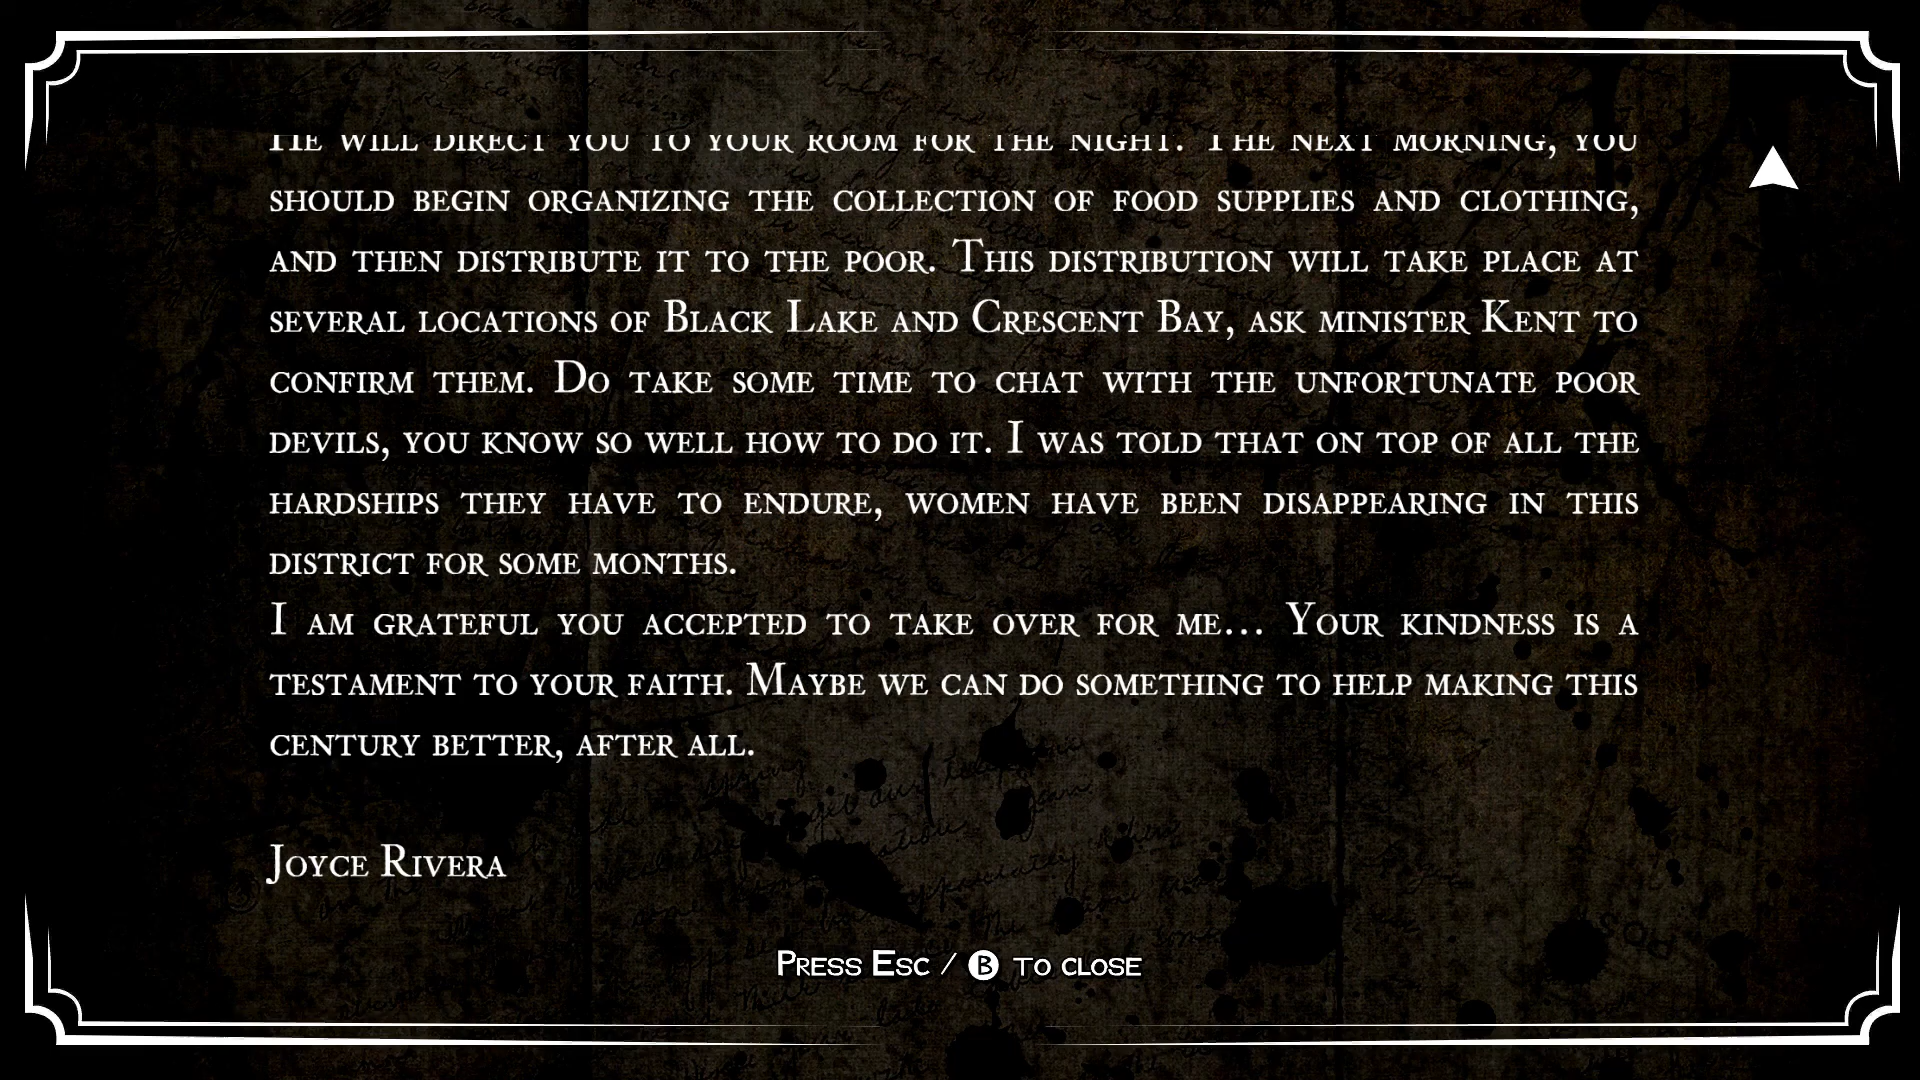 He will direct you to your room for the night. The next morning, you
should begin organizing the collection of food supplies and clothing,
and then distribute it to the poor. This distribution will take place at
several locations of Black Lake and Crescent Bay, ask minister Kent to
confirm them. Do take some time to chat with the unfortunate poor
devils, you know so well how to do it. I was told that on top of all the
hardships they have to endure, women have been disappearing in this
district for some months.
I am grateful you accepted to take over for me... Your kindness is a
testament to your faith. Maybe we can do something to help making this
century better, after all.
Joyce Rivera
Press Esc / B to close